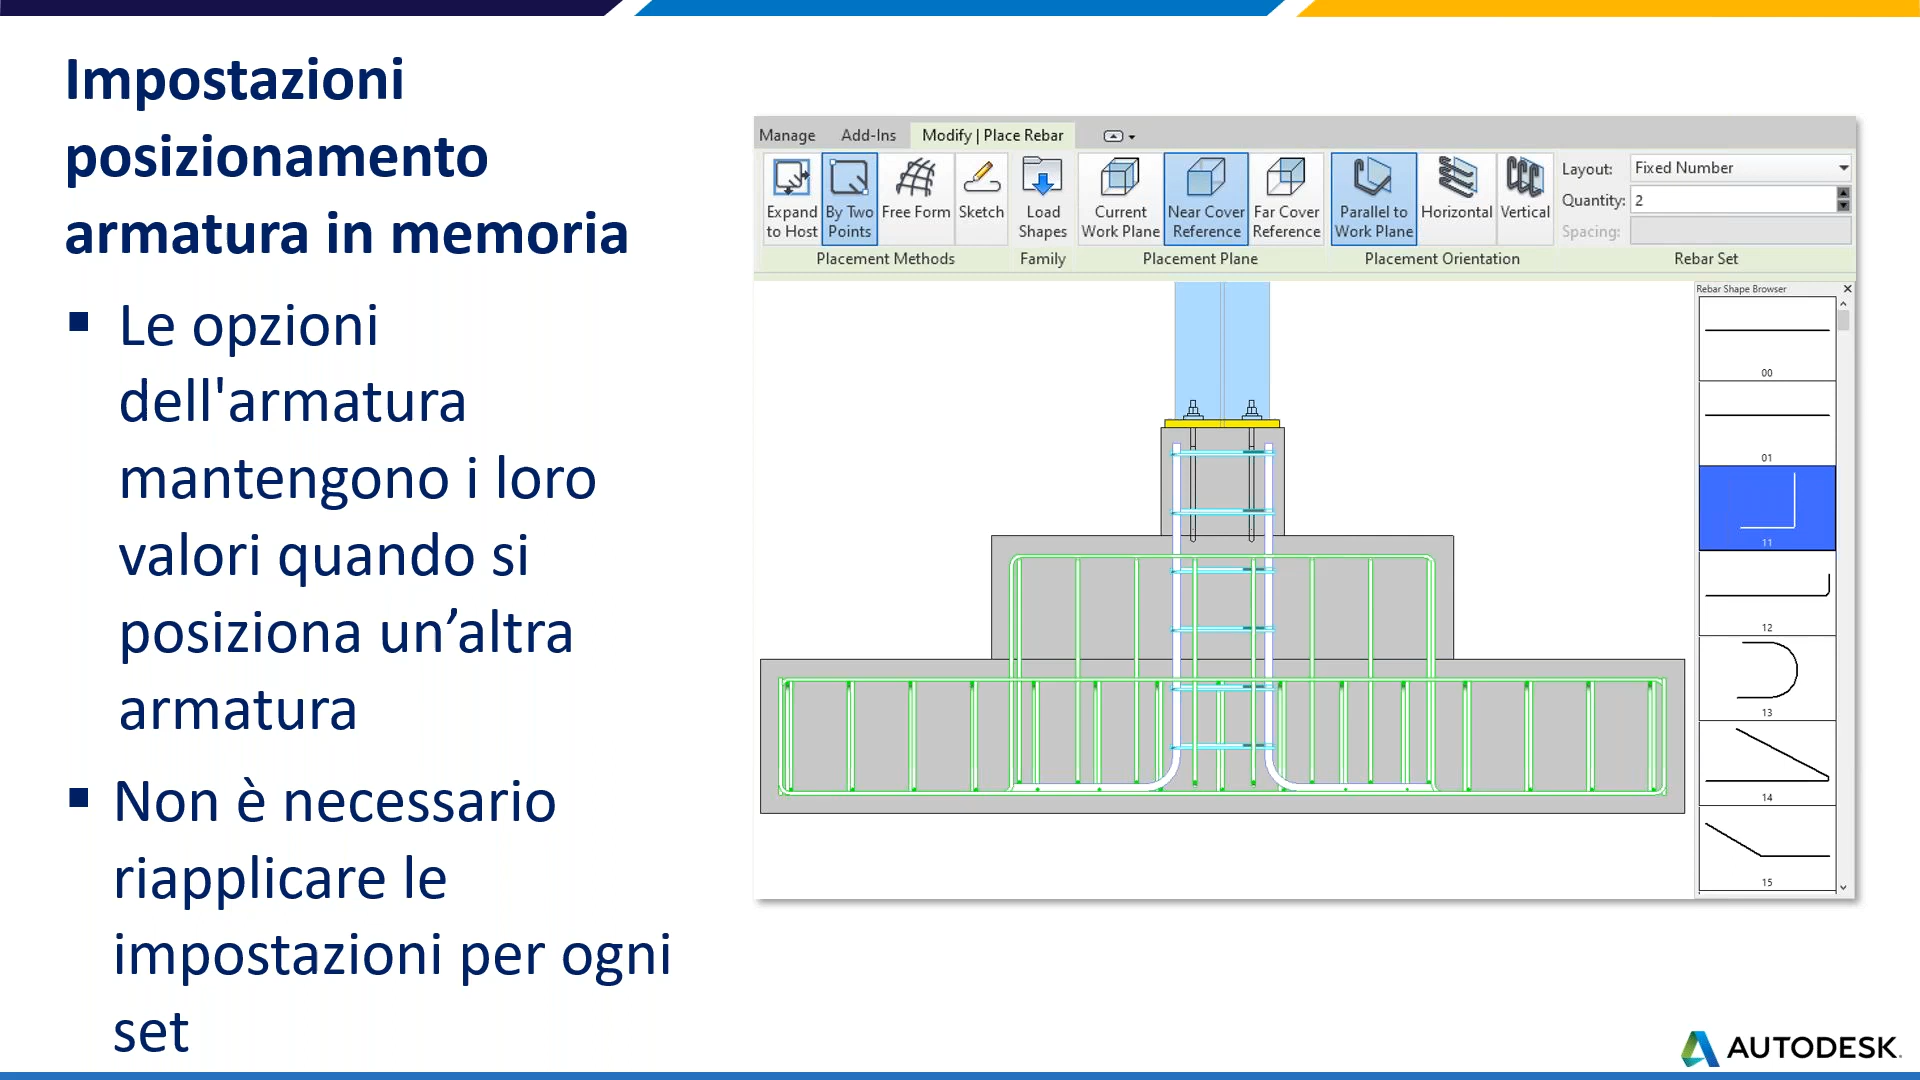 Impostazioni
posizionamento
armatura in memoria
▪ Le opzioni
dell'armatura
mantengono i loro
valori quando si
posiziona un’altra
armatura
▪ Non è necessario
riapplicare le
impostazioni per ogni
set
Manage Add-Ins Modify | Place Rebar
Expand to Host
By Two Points
Free Form
Sketch
Load Shapes
Current Work Plane
Near Cover Reference
Far Cover Reference
Parallel to Work Plane
Horizontal
Vertical
Layout: Fixed Number
Quantity: 2
Spacing:
Placement Methods Family Placement Plane Placement Orientation Rebar Set
Rebar Shape Browser
00
01
11
12
13
14
15
AUTODESK.